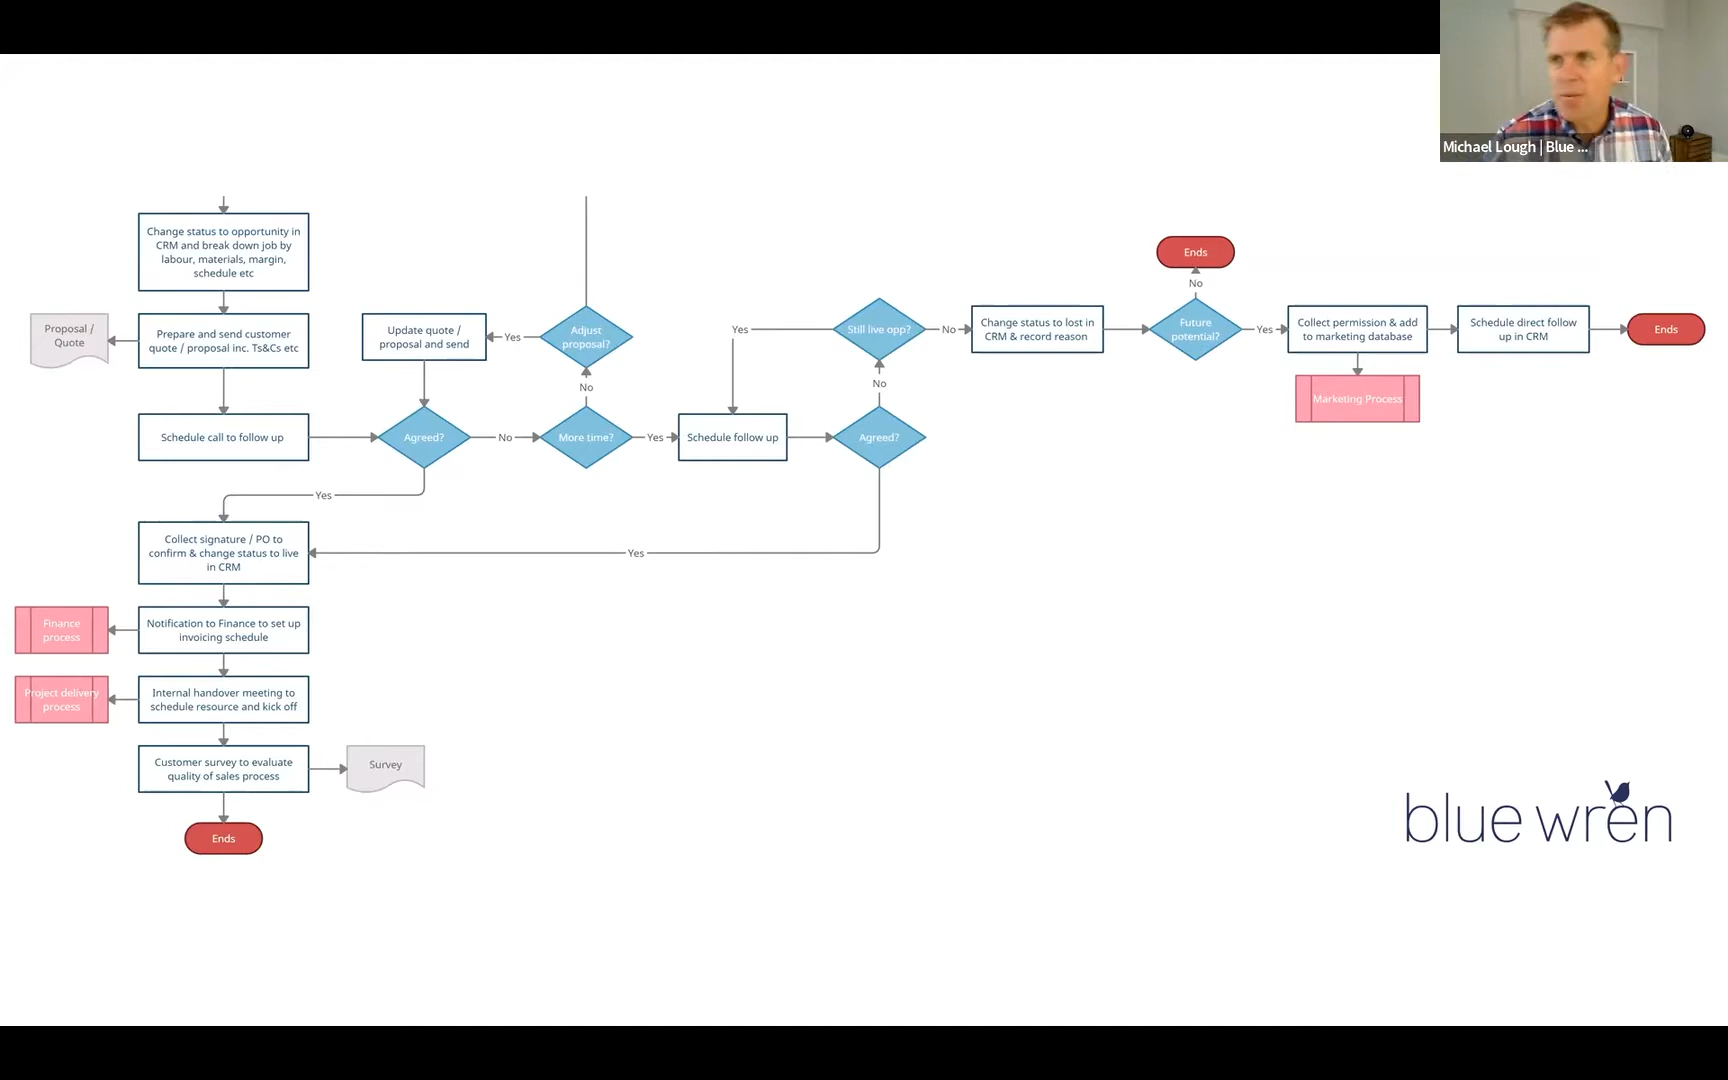 Michael Lough | Blue ...
Change status to opportunity in
CRM and break down job by
labour, materials, margin,
schedule etc
Proposal /
Quote
Prepare and send customer
quote / proposal inc. Ts&Cs etc
Update quote /
proposal and send
Yes
Adjust
proposal?
No
Schedule call to follow up
Agreed?
No
More time?
Yes
Schedule follow up
Agreed?
No
Yes
Still live opp?
No
Change status to lost in
CRM & record reason
Future
potential?
No
Ends
Yes
Collect permission & add
to marketing database
Marketing Process
Schedule direct follow
up in CRM
Ends
Yes
Yes
Collect signature / PO to
confirm & change status to live
in CRM
Finance
process
Notification to Finance to set up
invoicing schedule
Project delivery
process
Internal handover meeting to
schedule resource and kick off
Customer survey to evaluate
quality of sales process
Survey
Ends
blue wren